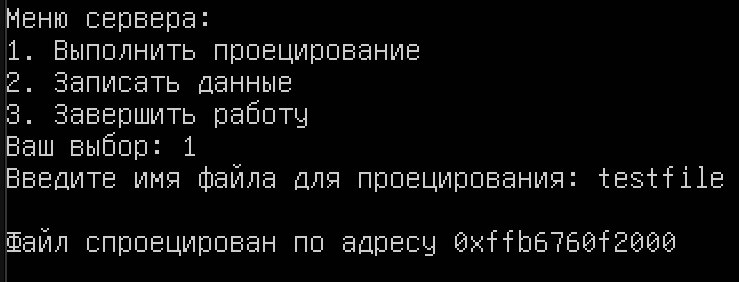 Меню сервера:
1. Выполнить проецирование
2. Записать данные
3. Завершить работу
Ваш выбор: 1
Введите имя файла для проецирования: testfile
Файл спроецирован по адресу 0xffb6760f2000